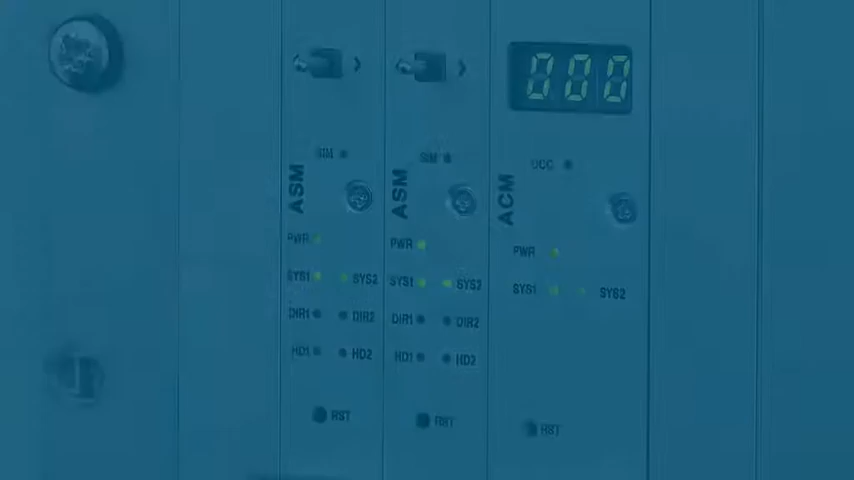 000
SIM
SIM
OCC
ASM
ASM
ACM
PWR
PWR
PWR
SYS1 SYS2
SYS1 SYS2
SYS1 SYS2
DIR1 DIR2
DIR1 DIR2
HD1 HD2
HD1 HD2
RST
RST
RST